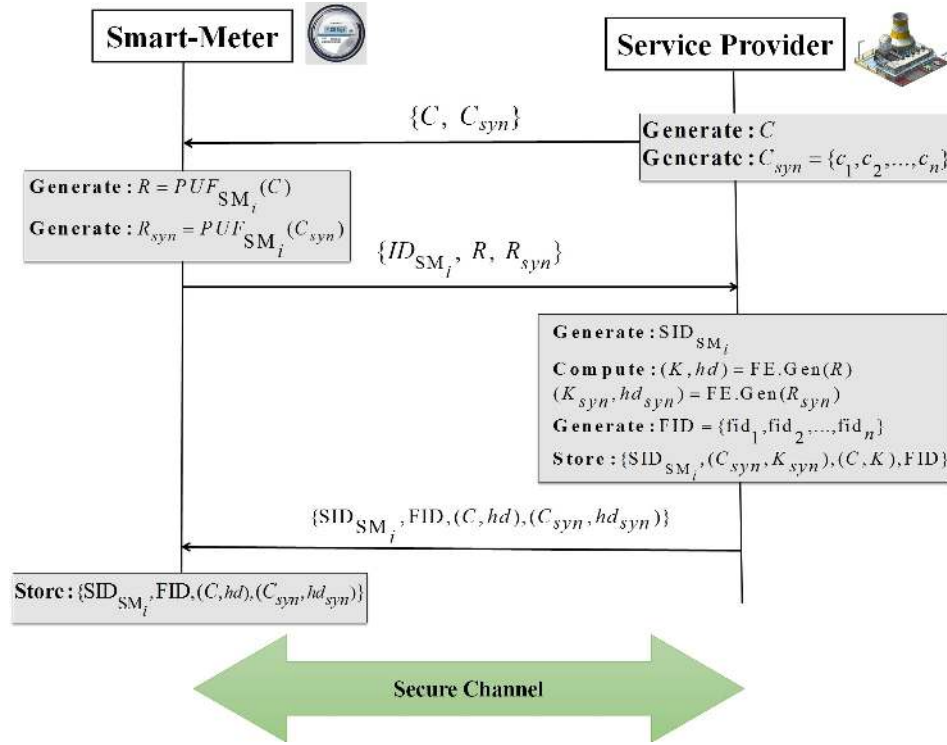 Smart-Meter
Service Provider
{C, C_syn}
Generate: C
Generate: C_syn = {c_1,c_2,...,c_n}
Generate: R = PUF_SM_i(C)
Generate: R_syn = PUF_SM_i(C_syn)
{ID_SM_i, R, R_syn}
Generate: SID_SM_i
Compute: (K, hd) = FE.Gen(R)
(K_syn, hd_syn) = FE.Gen(R_syn)
Generate: FID = {fid_1,fid_2,...,fid_n}
Store: {SID_SM_i,(C_syn,K_syn),(C,K),FID}
{SID_SM_i,FID,(C,hd),(C_syn,hd_syn)}
Store:{SID_SM_i,FID,(C,hd),(C_syn,hd_syn)}
Secure Channel